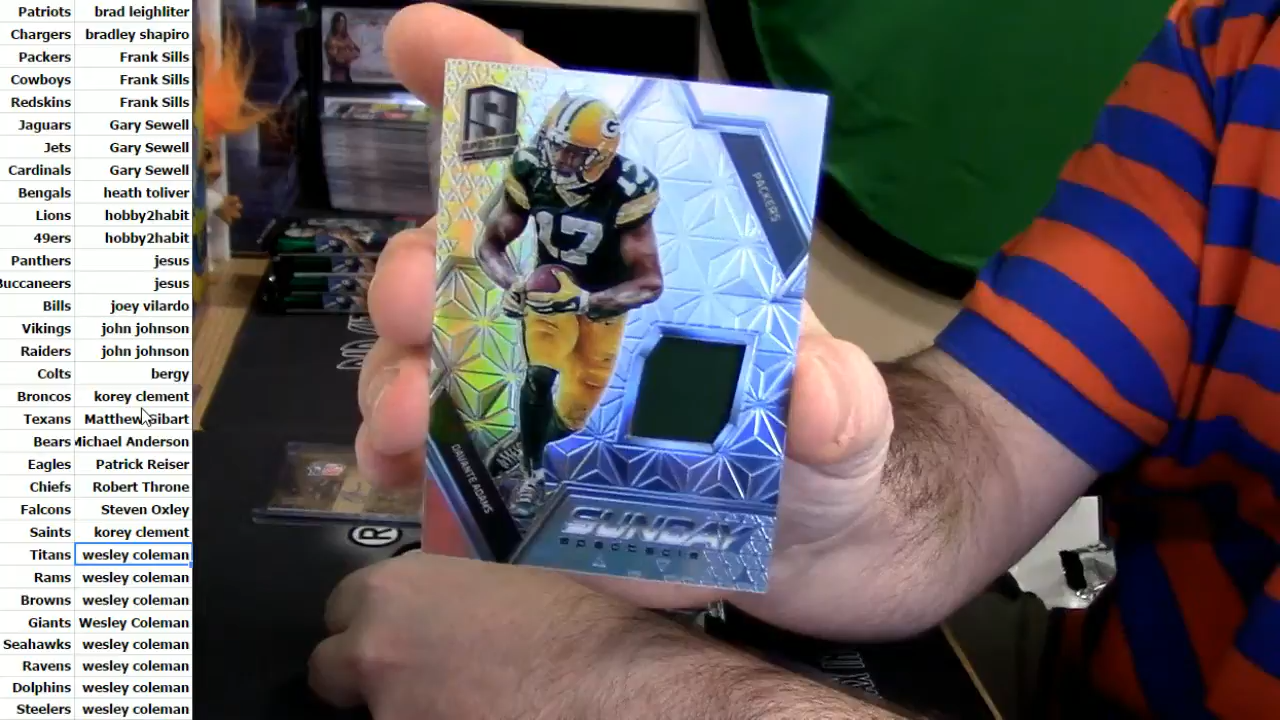 Patriots brad leighliter
Chargers bradley shapiro
Packers Frank Sills
Cowboys Frank Sills
Redskins Frank Sills
Jaguars Gary Sewell
Jets Gary Sewell
Cardinals Gary Sewell
Bengals heath toliver
Lions hobby2habit
49ers hobby2habit
Panthers jesus
Buccaneers jesus
Bills joey vilardo
Vikings john johnson
Raiders john johnson
Colts bergy
Broncos korey clement
Texans Matthew Gibart
Bears Michael Anderson
Eagles Patrick Reiser
Chiefs Robert Throne
Falcons Steven Oxley
Saints korey clement
Titans wesley coleman
Rams wesley coleman
Browns wesley coleman
Giants Wesley Coleman
Seahawks wesley coleman
Ravens wesley coleman
Dolphins wesley coleman
Steelers wesley coleman
S
SPECTRA
G
17
17
PACKERS
DAVANTE ADAMS
SUNDAY
SPECTACLE
R